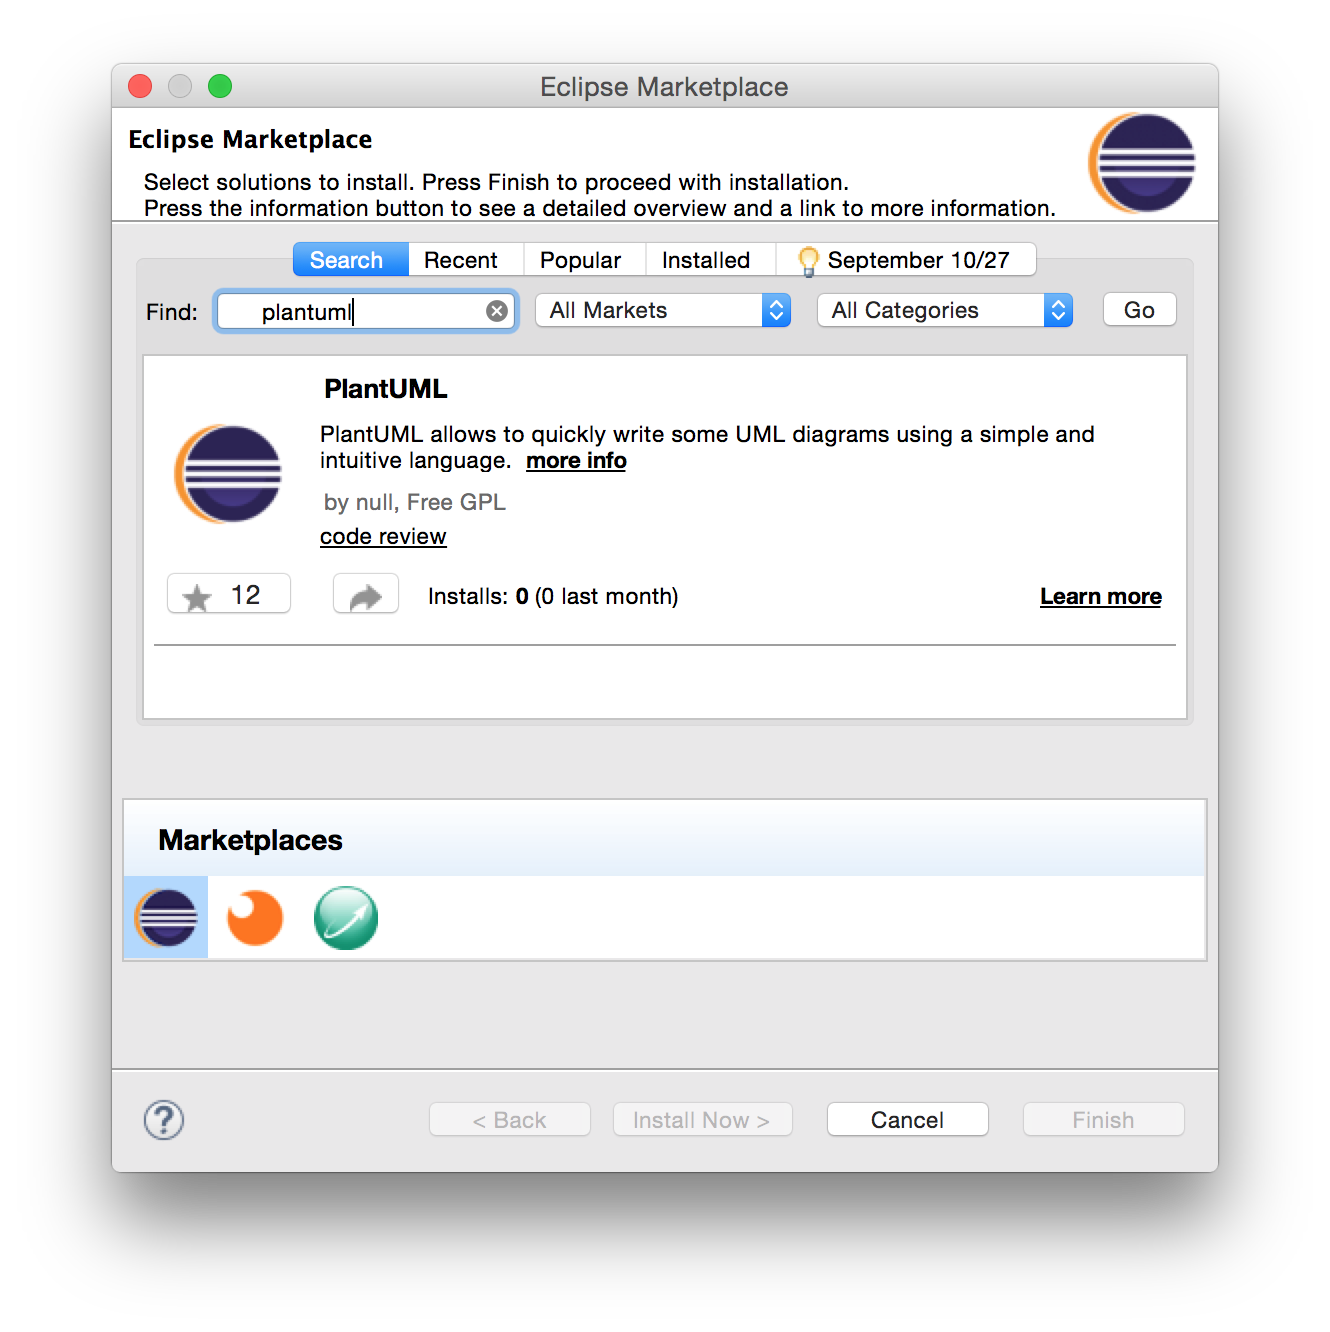 Eclipse Marketplace
Eclipse Marketplace
Select solutions to install. Press Finish to proceed with installation.
Press the information button to see a detailed overview and a link to more information.
Search Recent Popular Installed September 10/27
Find: plantuml All Markets All Categories Go
PlantUML
PlantUML allows to quickly write some UML diagrams using a simple and
intuitive language. more info
by null, Free GPL
code review
12 Installs: 0 (0 last month) Learn more
Marketplaces
? < Back Install Now > Cancel Finish